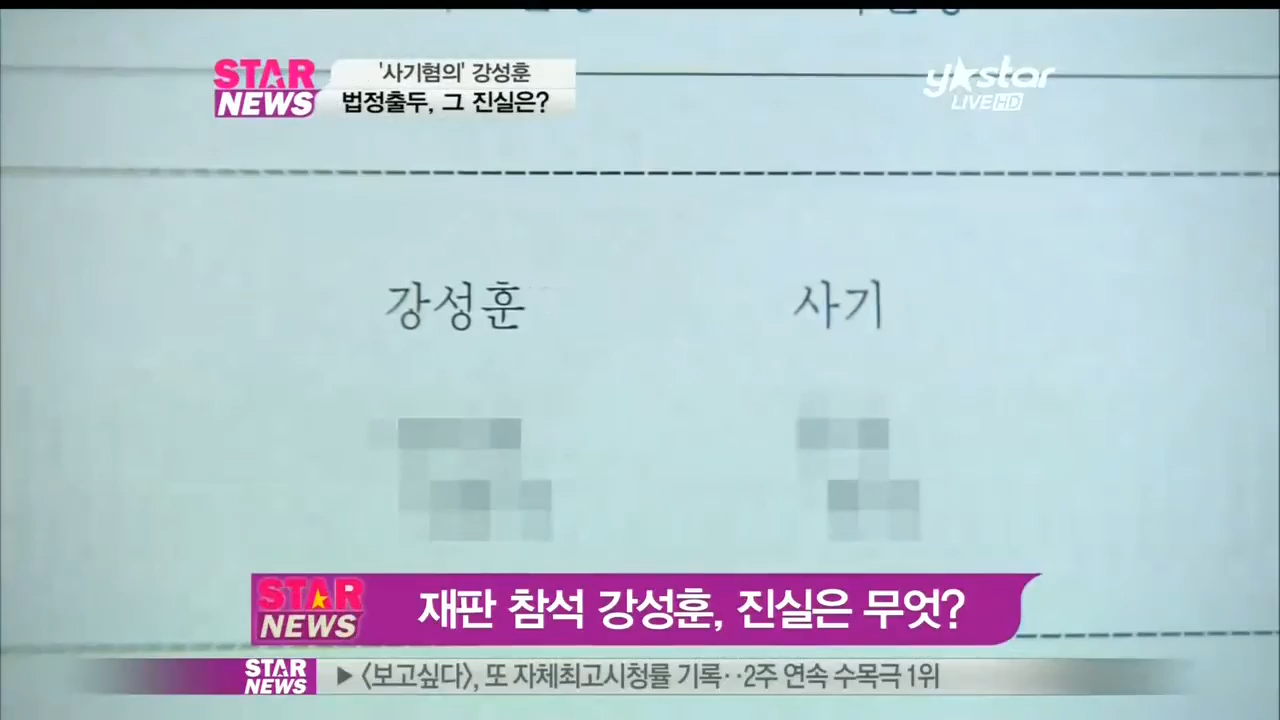 STAR NEWS
'사기혐의' 강성훈
법정출두, 그 진실은?
ystar
LIVE HD
강성훈 사기
STAR NEWS
재판 참석 강성훈, 진실은 무엇?
STAR NEWS
▶〈보고싶다〉, 또 자체최고시청률 기록‥2주 연속 수목극 1위